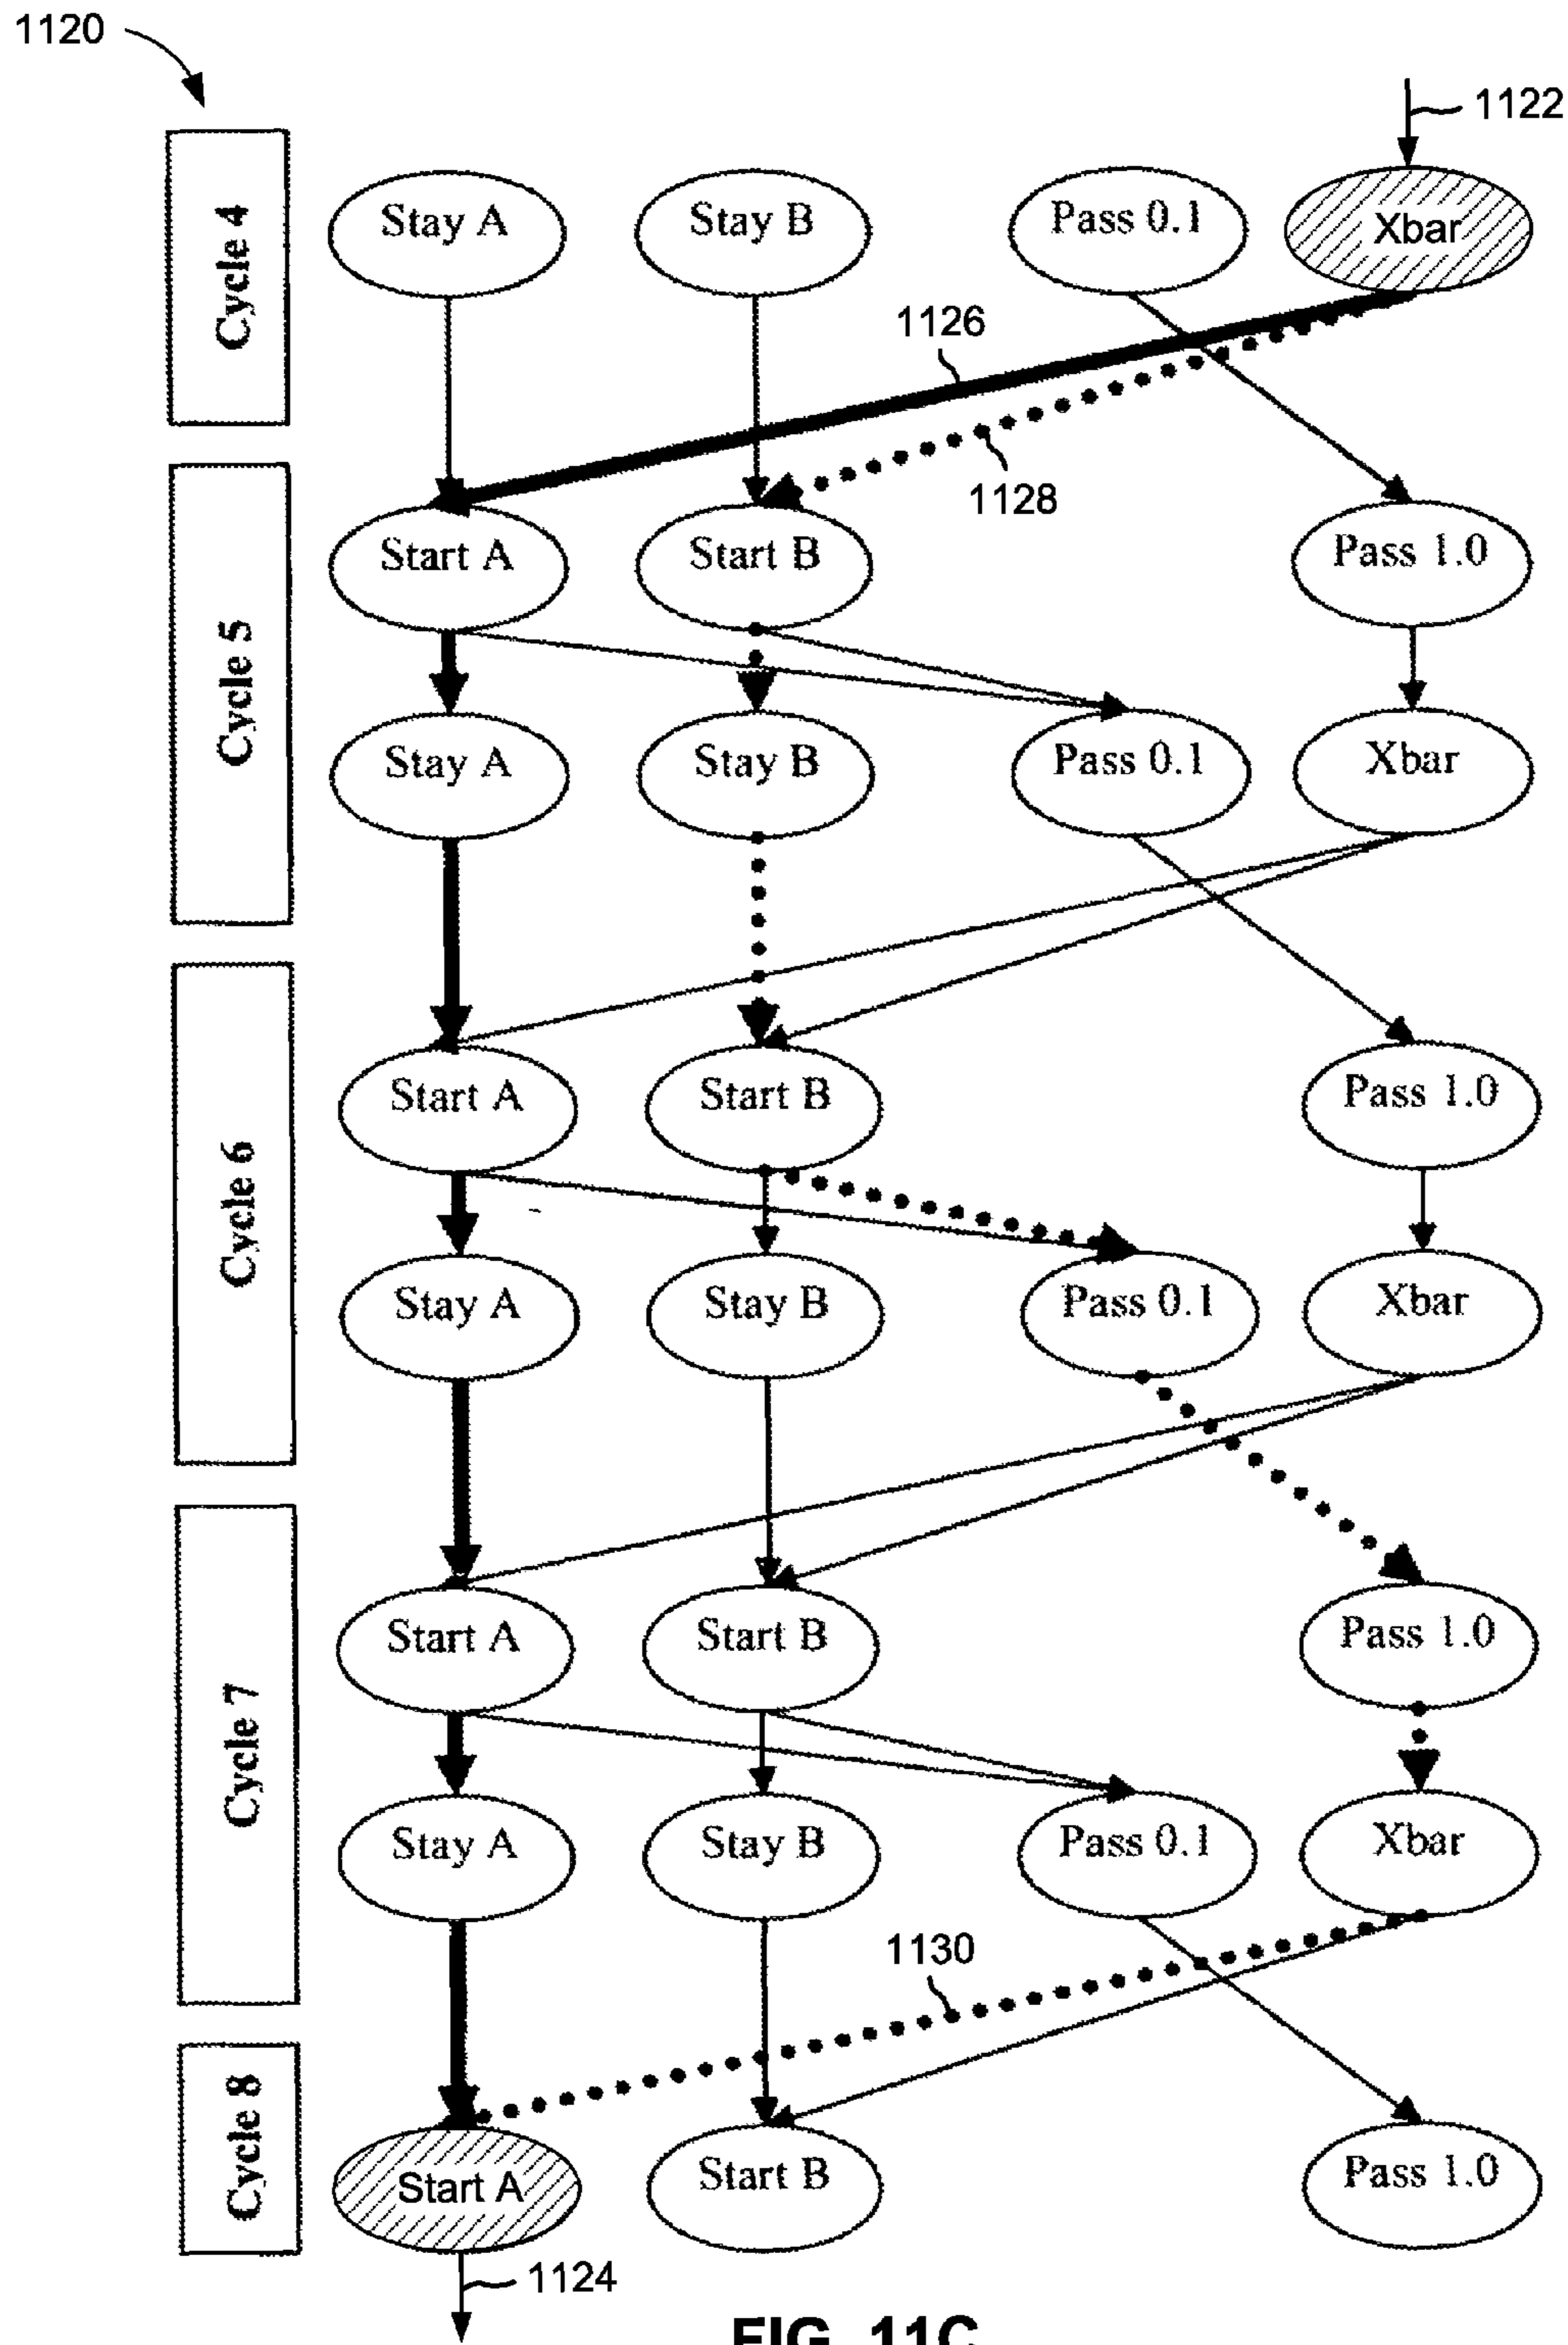 1120
1122
Cycle 4
Stay A
Stay B
Pass 0.1
Xbar
1126
1128
Cycle 5
Start A
Start B
Pass 1.0
Stay A
Stay B
Pass 0.1
Xbar
Cycle 6
Start A
Start B
Pass 1.0
Stay A
Stay B
Pass 0.1
Xbar
Cycle 7
Start A
Start B
Pass 1.0
Stay A
Stay B
Pass 0.1
Xbar
1130
Cycle 8
Start A
Start B
Pass 1.0
1124
FIG. 11C